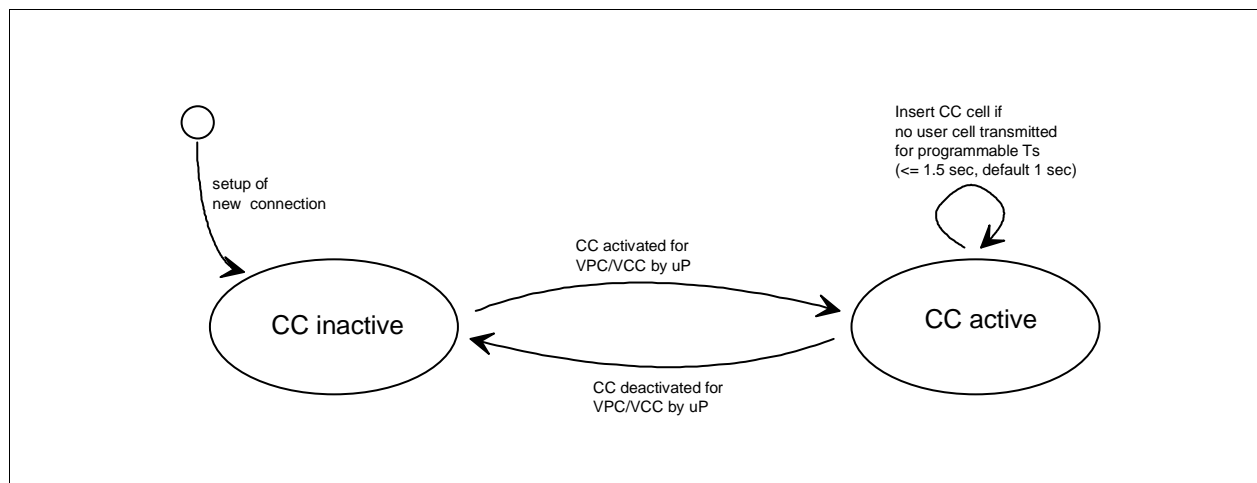 Insert CC cell if
no user cell transmitted
for programmable Ts
(<= 1.5 sec, default 1 sec)
setup of
new connection
CC activated for
VPC/VCC by uP
CC inactive
CC active
CC deactivated for
VPC/VCC by uP